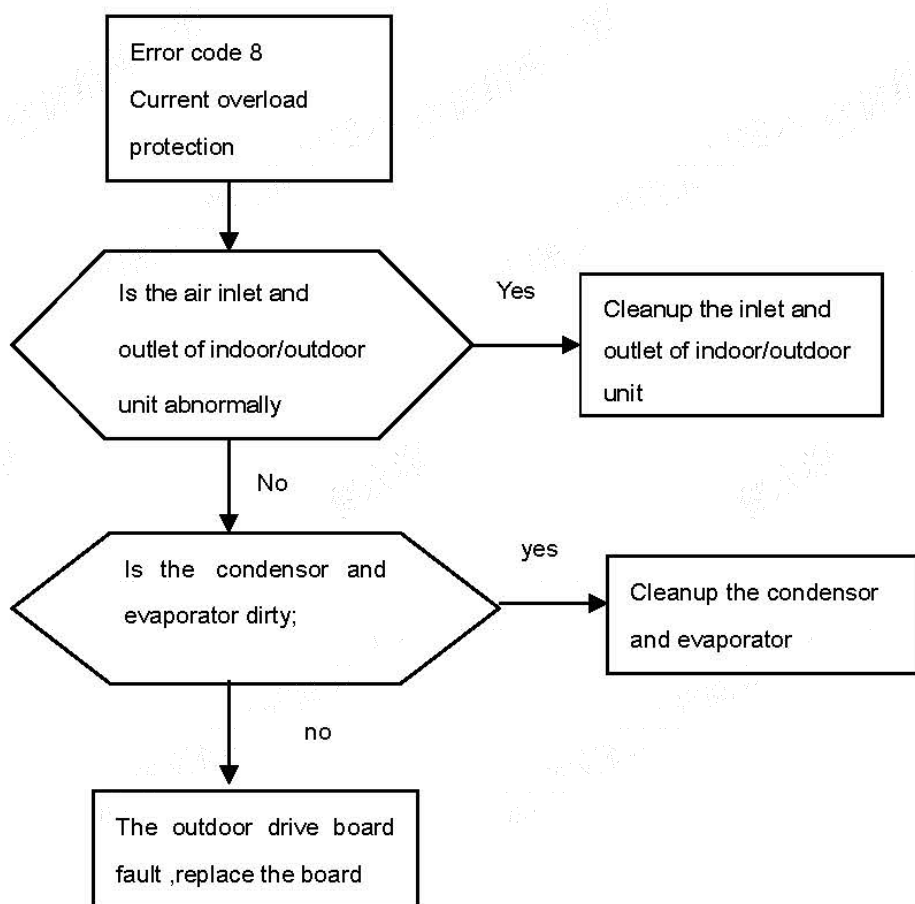 Error code 8
Current overload
protection
Is the air inlet and
outlet of indoor/outdoor
unit abnormally
Yes
Cleanup the inlet and
outlet of indoor/outdoor
unit
No
Is the condensor and
evaporator dirty;
yes
Cleanup the condensor
and evaporator
no
The outdoor drive board
fault ,replace the board